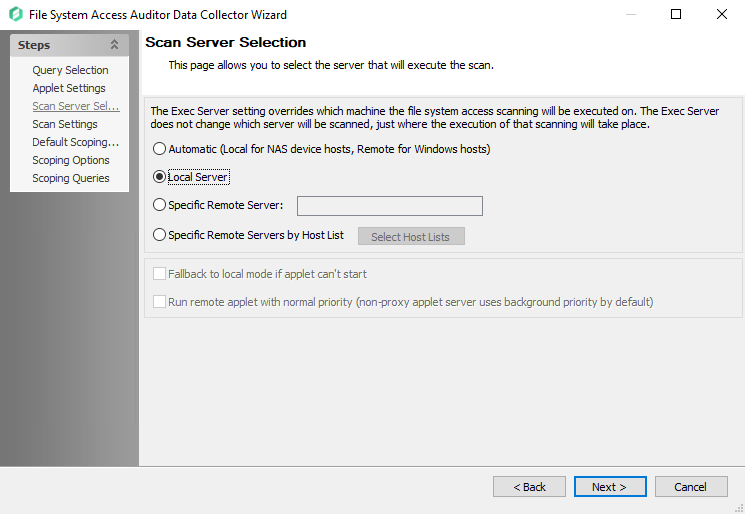 File System Access Auditor Data Collector Wizard
Steps
Query Selection
Applet Settings
Scan Server Sel...
Scan Settings
Default Scoping...
Scoping Options
Scoping Queries
Scan Server Selection
This page allows you to select the server that will execute the scan.
The Exec Server setting overrides which machine the file system access scanning will be executed on. The Exec Server
does not change which server will be scanned, just where the execution of that scanning will take place.
Automatic (Local for NAS device hosts, Remote for Windows hosts)
Local Server
Specific Remote Server:
Specific Remote Servers by Host List
Select Host Lists
Fallback to local mode if applet can't start
Run remote applet with normal priority (non-proxy applet server uses background priority by default)
< Back
Next >
Cancel